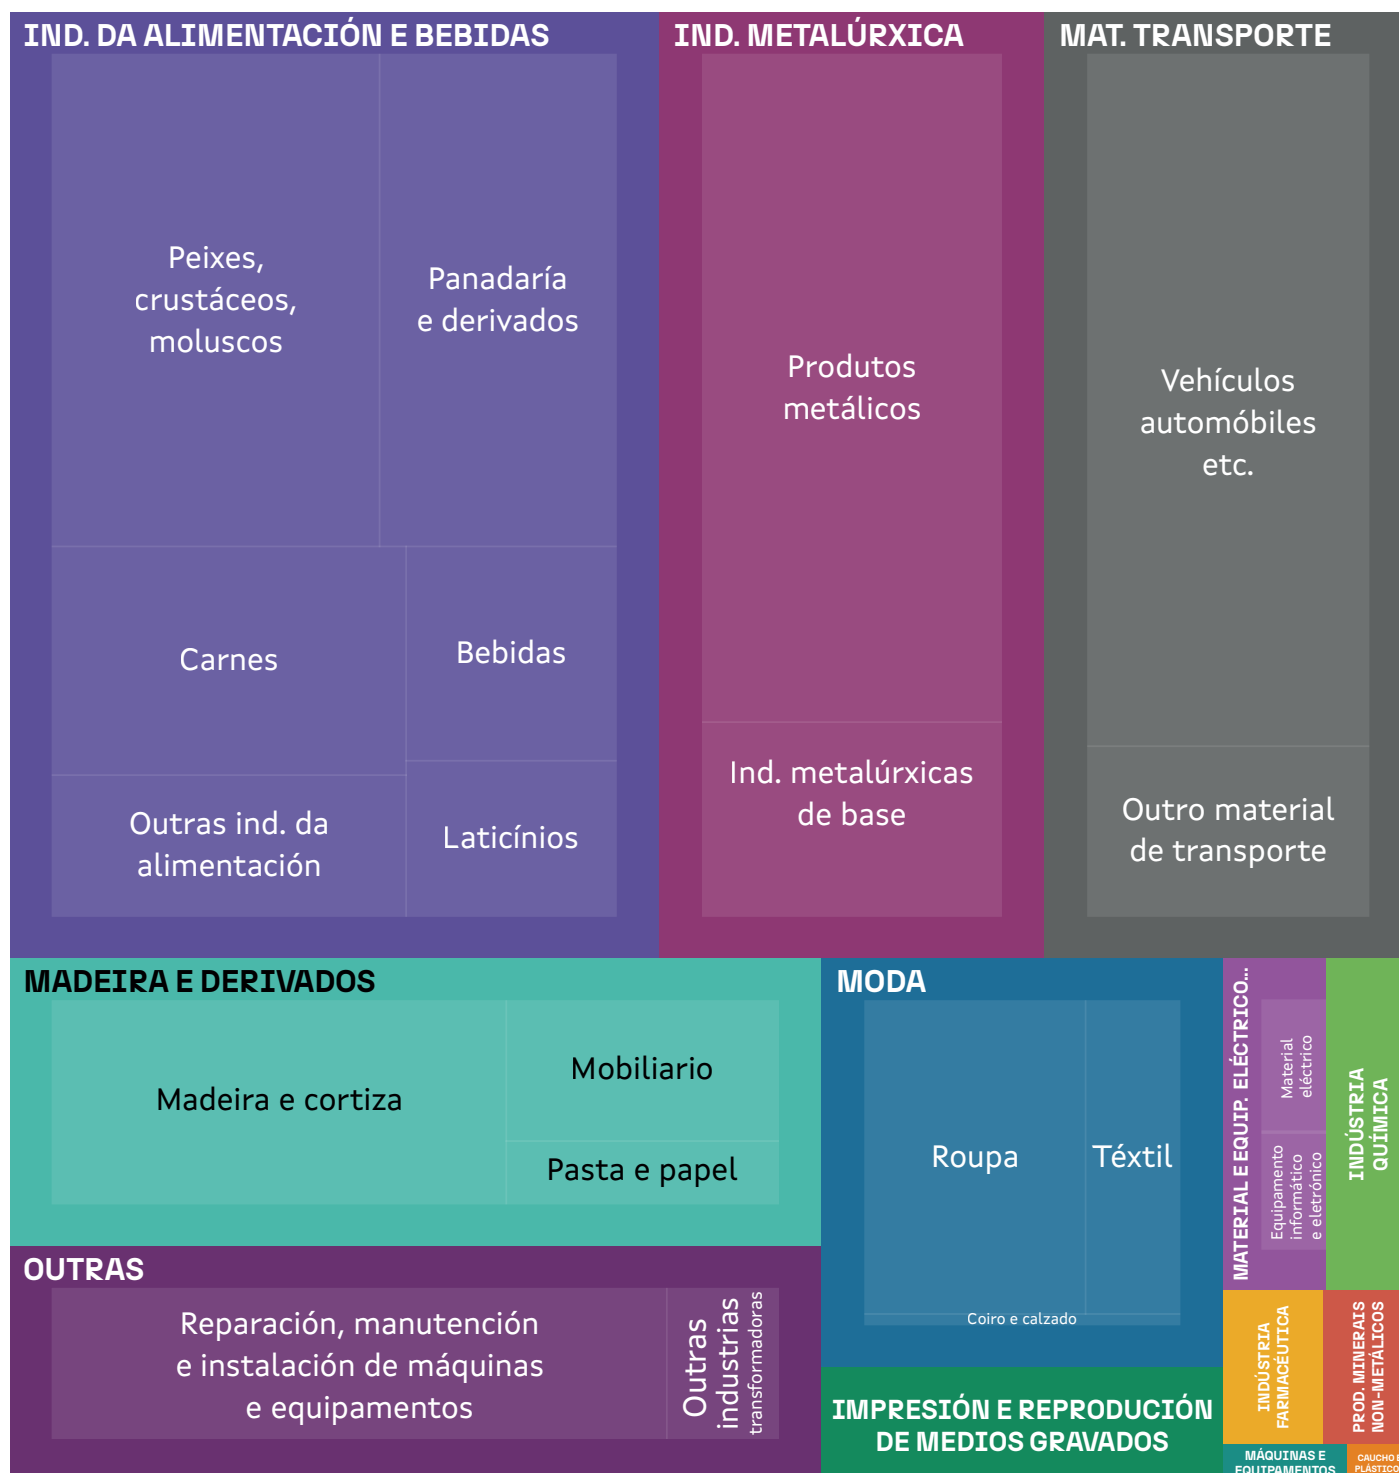 IND. DA ALIMENTACIÓN E BEBIDAS
Peixes,
crustáceos,
moluscos
Panadaría
e derivados
Carnes
Bebidas
Outras ind. da
alimentación
Laticínios
IND. METALÚRXICA
Produtos
metálicos
Ind. metalúrxicas
de base
MAT. TRANSPORTE
Vehículos
automóbiles
etc.
Outro material
de transporte
MADEIRA E DERIVADOS
Madeira e cortiza
Mobiliario
Pasta e papel
OUTRAS
Reparación, manutención
e instalación de máquinas
e equipamentos
Outras
industrias
transformadoras
MODA
Roupa
Téxtil
Coiro e calzado
IMPRESIÓN E REPRODUCIÓN
DE MEDIOS GRAVADOS
MATERIAL E EQUIP. ELÉCTRICO...
Material
eléctrico
Equipamento
informático
e eletrónico
INDÚSTRIA
QUÍMICA
INDÚSTRIA
FARMACÉUTICA
PROD. MINERAIS
NON-METÁLICOS
MÁQUINAS E
EQUIPAMENTOS
CAUCHO E
PLÁSTICO